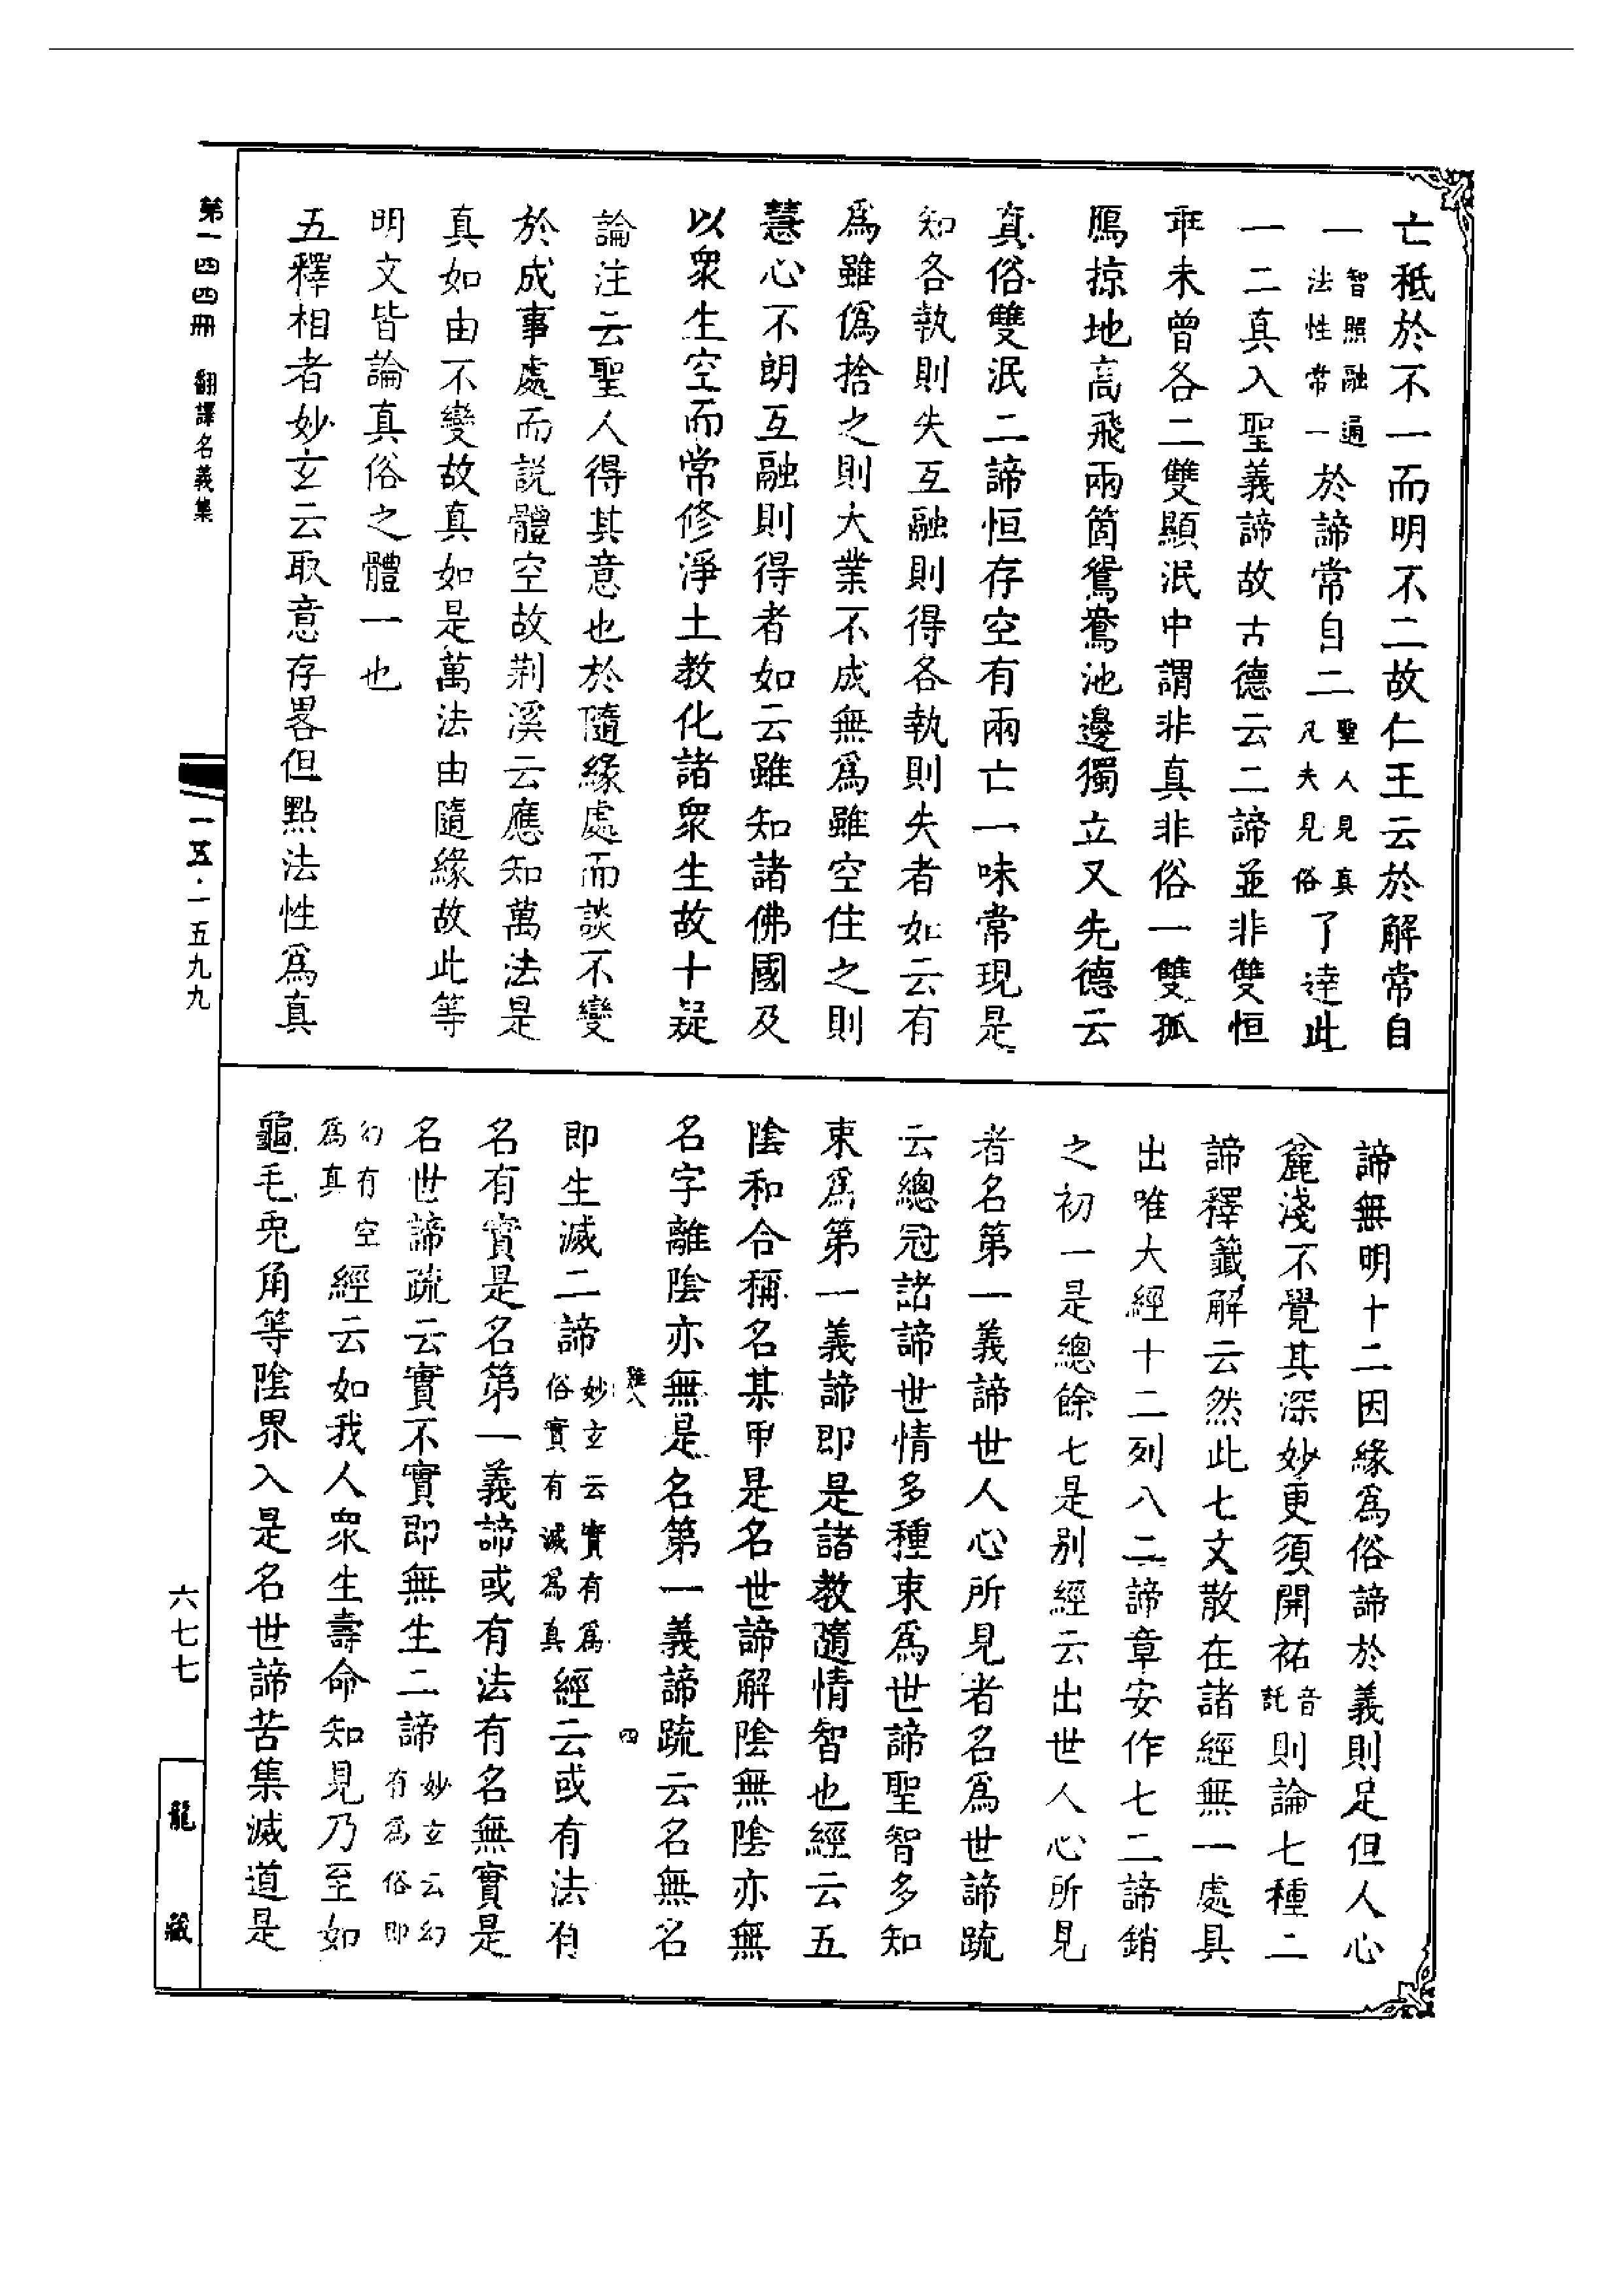 亡秪於不一而明不二故仁王云於解常自
一智照融通法性常一於諦常自二聖人見真凡夫見俗了達此
一二真入聖義諦故古德云二諦並非雙恒
乖未曾各二雙顯泯中謂非真非俗一雙孤
鴈掠地高飛兩箇鴛鴦池邊獨立又先德云
真俗雙泯二諦恒存空有兩亡一味常現是
知各執則失互融則得各執則失者如云有
為雖偽捨之則大業不成無為雖空住之則
慧心不朗互融則得者如云雖知諸佛國及
以眾生空而常修淨土教化諸眾生故十疑
論注云聖人得其意也於隨緣處而談不變
於成事處而説體空故荆溪云應知萬法是
真如由不變故真如是萬法由隨緣故此等
明文皆論真俗之體一也
五釋相者妙玄云取意存畧但點法性為真
諦無明十二因緣為俗諦於義則足但人心
麄淺不覺其深妙更須開祏音託則論七種二
諦釋籤解云然此七文散在諸經無一處具
出唯大經十二列八二諦章安作七二諦銷
之初一是總餘七是別經云出世人心所見
者名第一義諦世人心所見者名為世諦疏
云總冠諸諦世情多種束為世諦聖智多知
束為第一義諦即是諸教隨情智也經云五
陰和合稱名某甲是名世諦解陰無陰亦無
名字離陰亦無是名第一義諦疏云名無名
即生滅二諦妙玄云實有為俗實有滅為真經云或有法有
名有實是名第一義諦或有法有名無實是
名世諦疏云實不實即無生二諦妙玄云幻有為俗即
幻有空為真經云如我人眾生壽命知見乃至如
龜毛兎角等陰界入是名世諦苦集滅道是
雞八
四
第一四四冊 翻譯名義集
一五·一五九九
六七七
龍藏